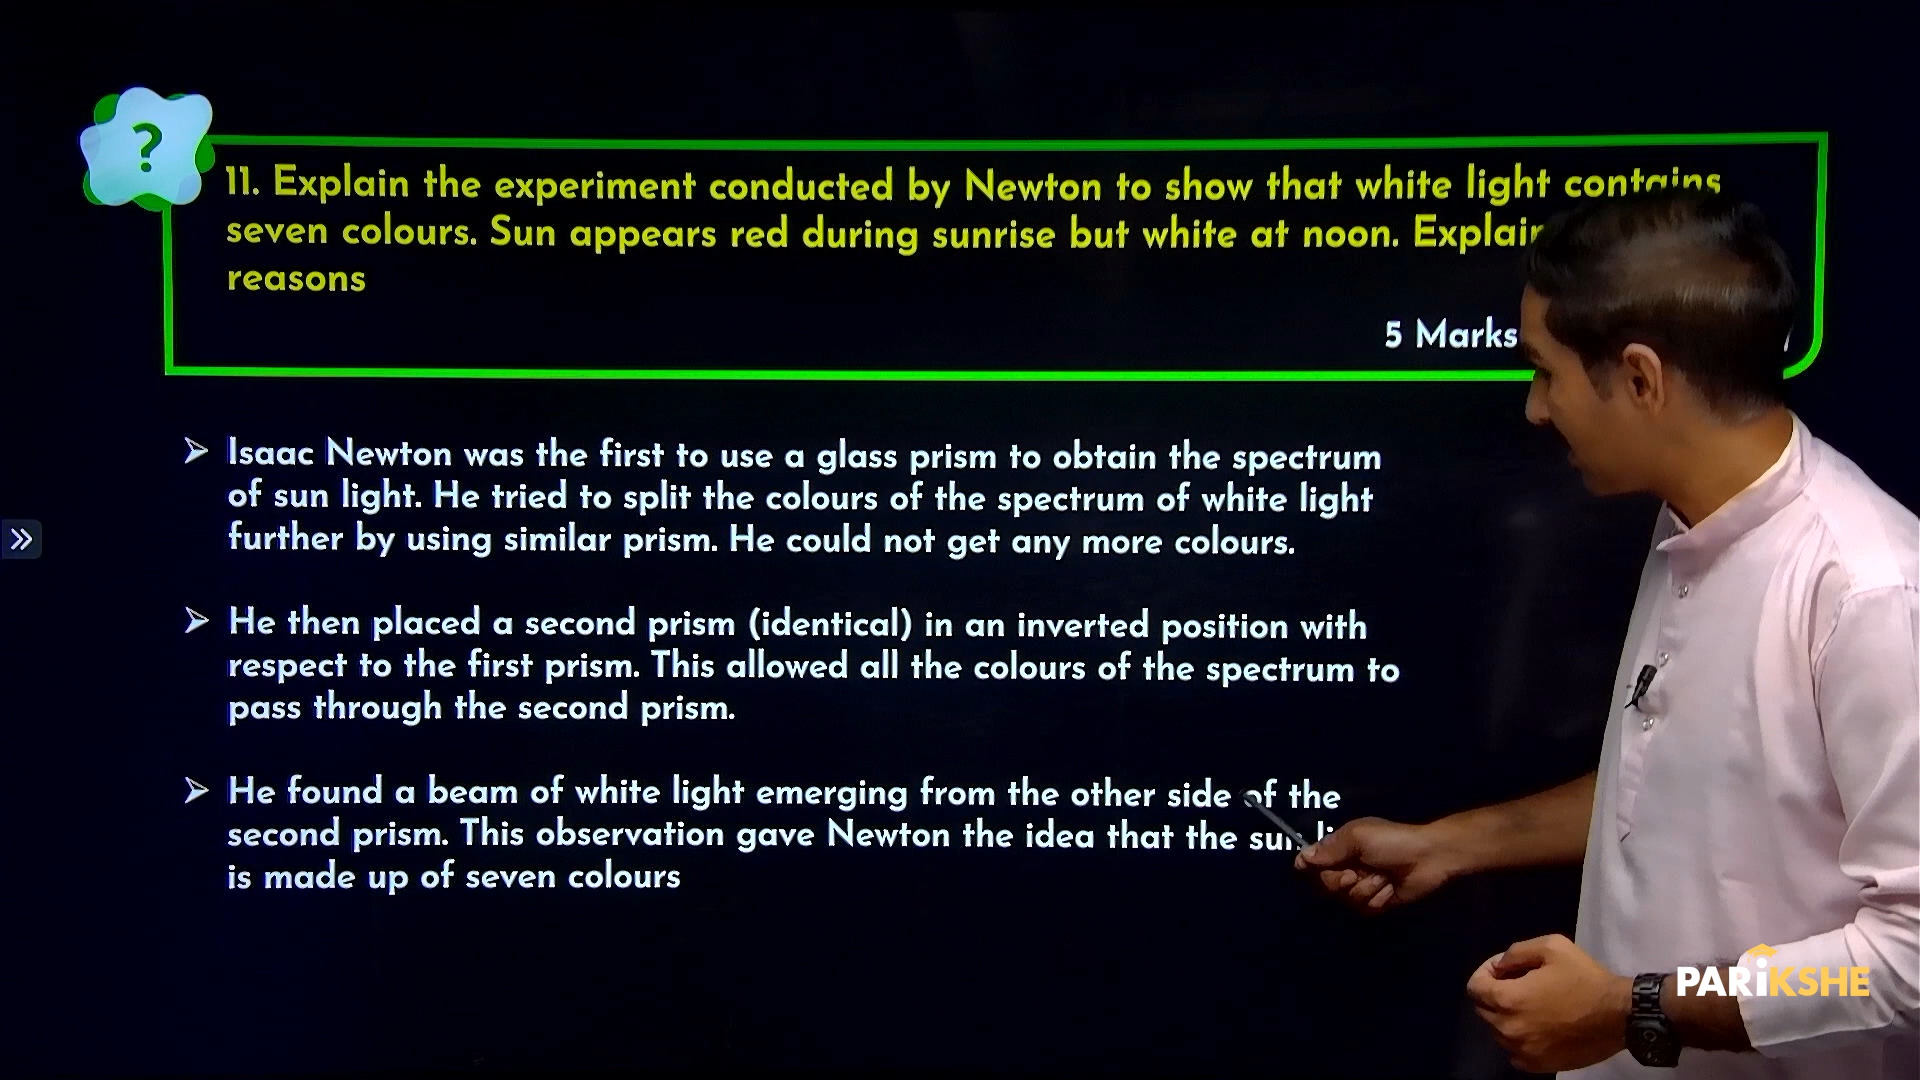 ?
11. Explain the experiment conducted by Newton to show that white light contains
seven colours. Sun appears red during sunrise but white at noon. Explain
reasons
5 Marks
➢ Isaac Newton was the first to use a glass prism to obtain the spectrum
of sun light. He tried to split the colours of the spectrum of white light
further by using similar prism. He could not get any more colours.
➢ He then placed a second prism (identical) in an inverted position with
respect to the first prism. This allowed all the colours of the spectrum to
pass through the second prism.
➢ He found a beam of white light emerging from the other side of the
second prism. This observation gave Newton the idea that the sun
is made up of seven colours
PARiKSHE